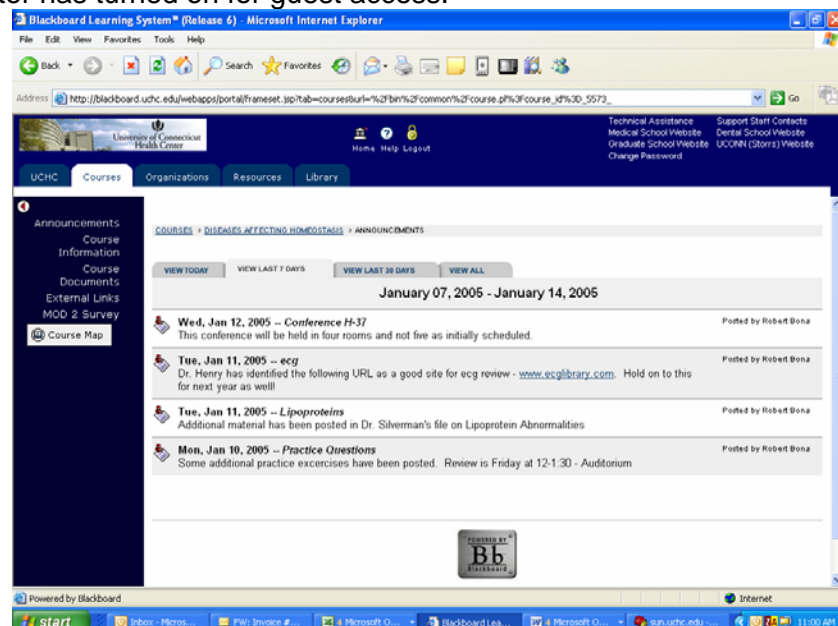 ter has turned on for guest access.
Blackboard Learning System™ (Release 6) - Microsoft Internet Explorer
File Edit View Favorites Tools Help
Back Search Favorites
Address http://blackboard.uchc.edu/webapps/portal/frameset.jsp?tab=courses&url=%2Fbin%2Fcommon%2Fcourse.pl%3Fcourse_id%3D_5573_ Go
University of Connecticut
Health Center
Home Help Logout
Technical Assistance Support Staff Contacts
Medical School Website Dental School Website
Graduate School Website UCONN (Storrs) Website
Change Password
UCHC Courses Organizations Resources Library
Announcements
Course
Information
Course
Documents
External Links
MOD 2 Survey
Course Map
COURSES > DISEASES AFFECTING HOMEOSTASIS > ANNOUNCEMENTS
VIEW TODAY VIEW LAST 7 DAYS VIEW LAST 30 DAYS VIEW ALL
January 07, 2005 - January 14, 2005
Wed, Jan 12, 2005 -- Conference H-37 Posted by Robert Bona
This conference will be held in four rooms and not five as initially scheduled.
Tue, Jan 11, 2005 -- ecg Posted by Robert Bona
Dr. Henry has identified the following URL as a good site for ecg review - www.ecglibrary.com. Hold on to this
for next year as well!
Tue, Jan 11, 2005 -- Lipoproteins Posted by Robert Bona
Additional material has been posted in Dr. Silverman's file on Lipoprotein Abnormalities
Mon, Jan 10, 2005 -- Practice Questions Posted by Robert Bona
Some additional practice excercises have been posted. Review is Friday at 12-1:30 - Auditorium
POWERED BY
Bb
Blackboard
Powered by Blackboard Internet
start Inbox - Micros... FW: Invoice #... 4 Microsoft O... Blackboard Lea... 4 Microsoft O... sun.uchc.edu -... 11:00 AM